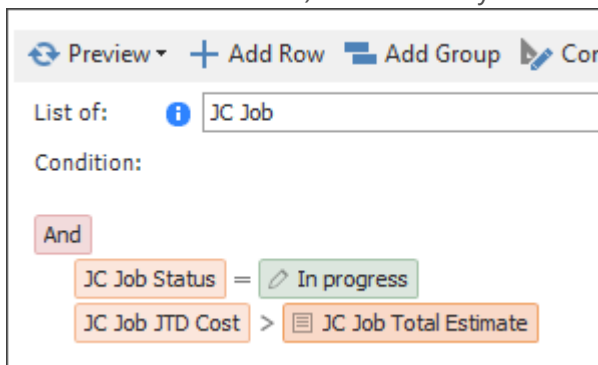 Preview + Add Row Add Group
List of: JC Job
Condition:
And
JC Job Status = In progress
JC Job JTD Cost > JC Job Total Estimate